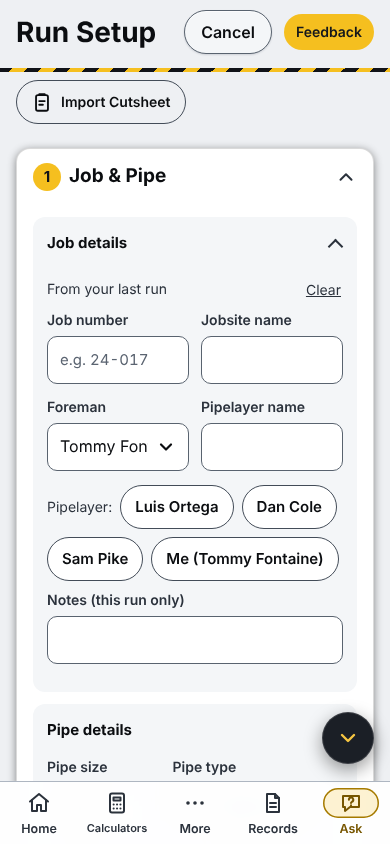 Run Setup
Cancel
Feedback
Import Cutsheet
1 Job & Pipe
Job details
From your last run
Clear
Job number
Jobsite name
e.g. 24-017
Foreman
Pipelayer name
Tommy Fon
Pipelayer:
Luis Ortega
Dan Cole
Sam Pike
Me (Tommy Fontaine)
Notes (this run only)
Pipe details
Pipe size
Pipe type
Home
Calculators
More
Records
Ask